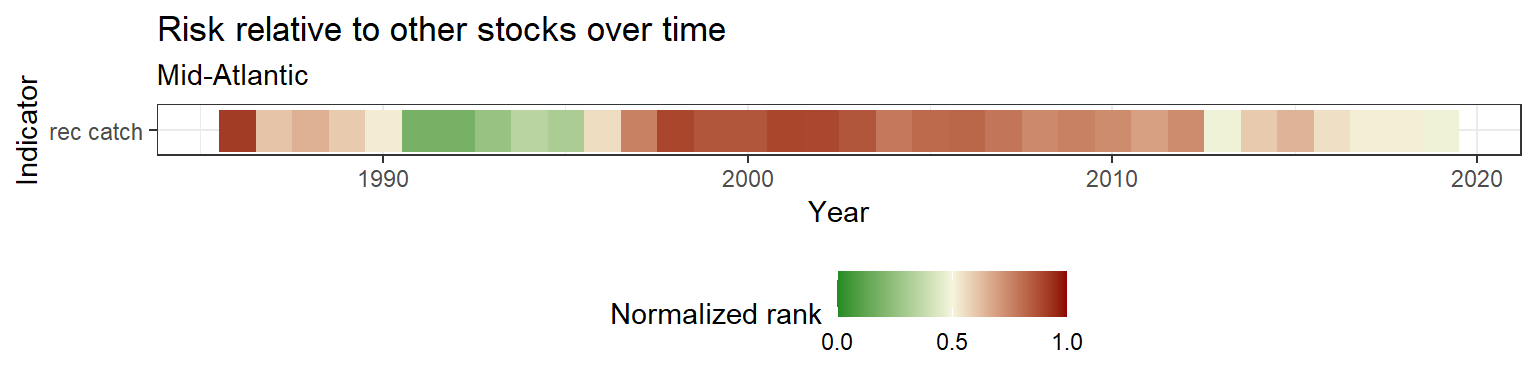 Risk relative to other stocks over time
Mid-Atlantic
Indicator
rec catch
1990 2000 2010 2020
Year
Normalized rank
0.0 0.5 1.0